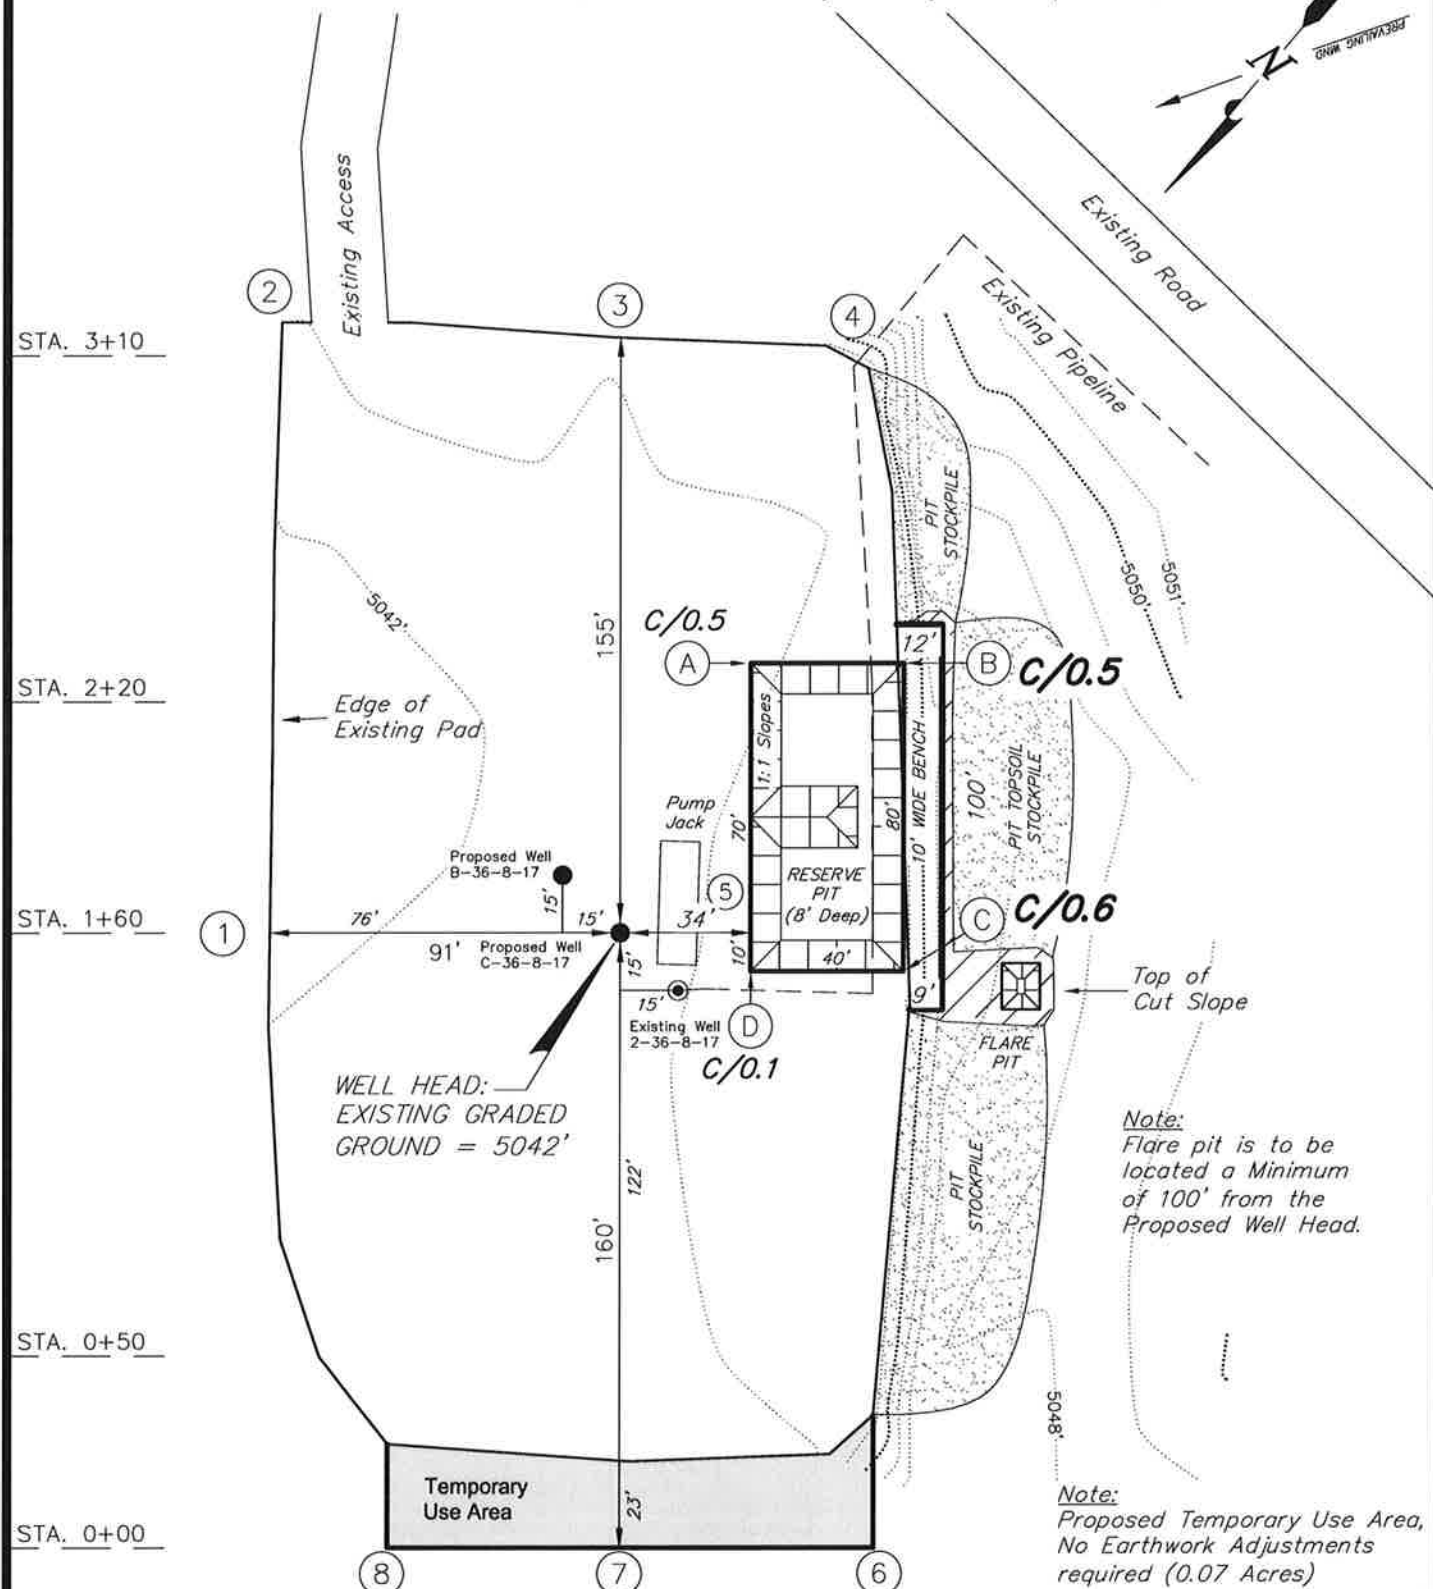 N
PREVAILING WIND
Existing Access
Existing Road
Existing Pipeline
2
3
4
STA. 3+10
PIT
STOCKPILE
5050'
5051'
5042'
155'
C/0.5
A
12'
B
C/0.5
STA. 2+20
Edge of
Existing Pad
1:1 Slopes
10' WIDE BENCH
100'
PIT TOPSOIL
STOCKPILE
Pump
Jack
70'
80'
Proposed Well
B-36-8-17
15'
RESERVE
PIT
(8' Deep)
5
STA. 1+60
1
76'
15'
34'
C
C/0.6
91'
Proposed Well
C-36-8-17
15'
10'
40'
15'
9'
Top of
Cut Slope
Existing Well
2-36-8-17
D
C/0.1
FLARE
PIT
WELL HEAD:
EXISTING GRADED
GROUND = 5042'
Note:
Flare pit is to be
located a Minimum
of 100' from the
Proposed Well Head.
122'
160'
PIT
STOCKPILE
STA. 0+50
5048'
Temporary
Use Area
23'
Note:
Proposed Temporary Use Area,
No Earthwork Adjustments
required (0.07 Acres)
STA. 0+00
8
7
6